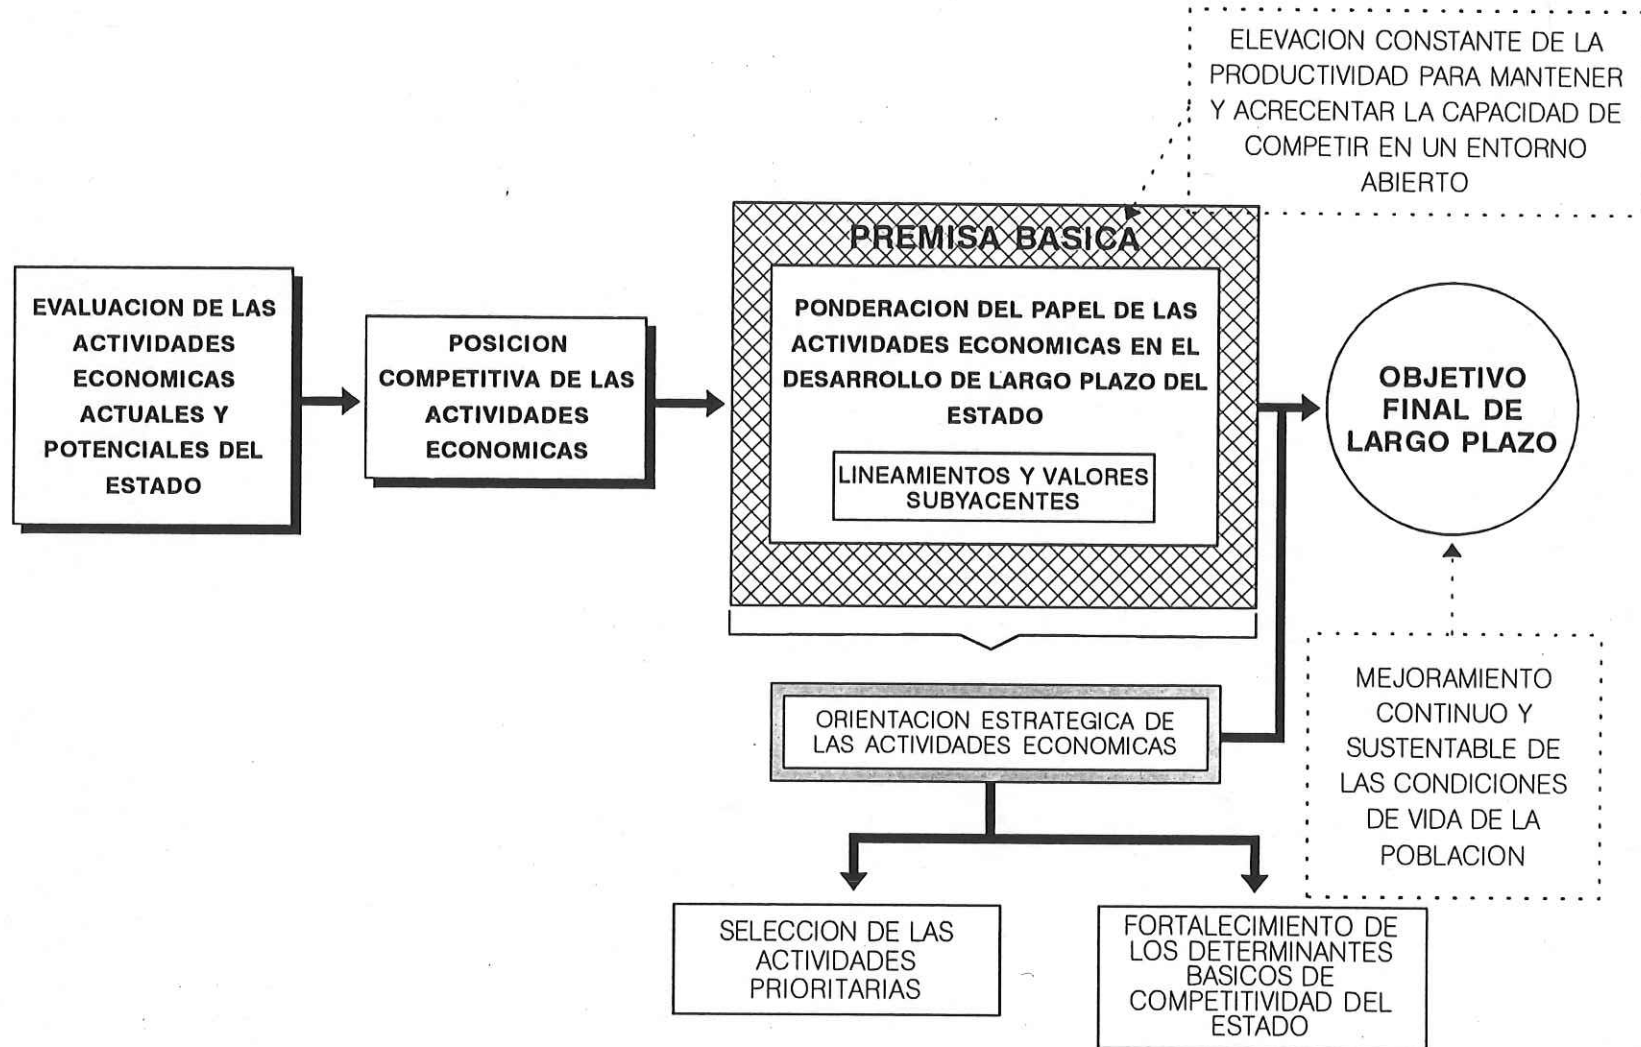 ELEVACION CONSTANTE DE LA
PRODUCTIVIDAD PARA MANTENER
Y ACRECENTAR LA CAPACIDAD DE
COMPETIR EN UN ENTORNO
ABIERTO
PREMISA BASICA
EVALUACION DE LAS
ACTIVIDADES
ECONOMICAS
ACTUALES Y
POTENCIALES DEL
ESTADO
POSICION
COMPETITIVA DE LAS
ACTIVIDADES
ECONOMICAS
PONDERACION DEL PAPEL DE LAS
ACTIVIDADES ECONOMICAS EN EL
DESARROLLO DE LARGO PLAZO DEL
ESTADO
LINEAMIENTOS Y VALORES
SUBYACENTES
OBJETIVO
FINAL DE
LARGO PLAZO
ORIENTACION ESTRATEGICA DE
LAS ACTIVIDADES ECONOMICAS
MEJORAMIENTO
CONTINUO Y
SUSTENTABLE DE
LAS CONDICIONES
DE VIDA DE LA
POBLACION
SELECCION DE LAS
ACTIVIDADES
PRIORITARIAS
FORTALECIMIENTO DE
LOS DETERMINANTES
BASICOS DE
COMPETITIVIDAD DEL
ESTADO